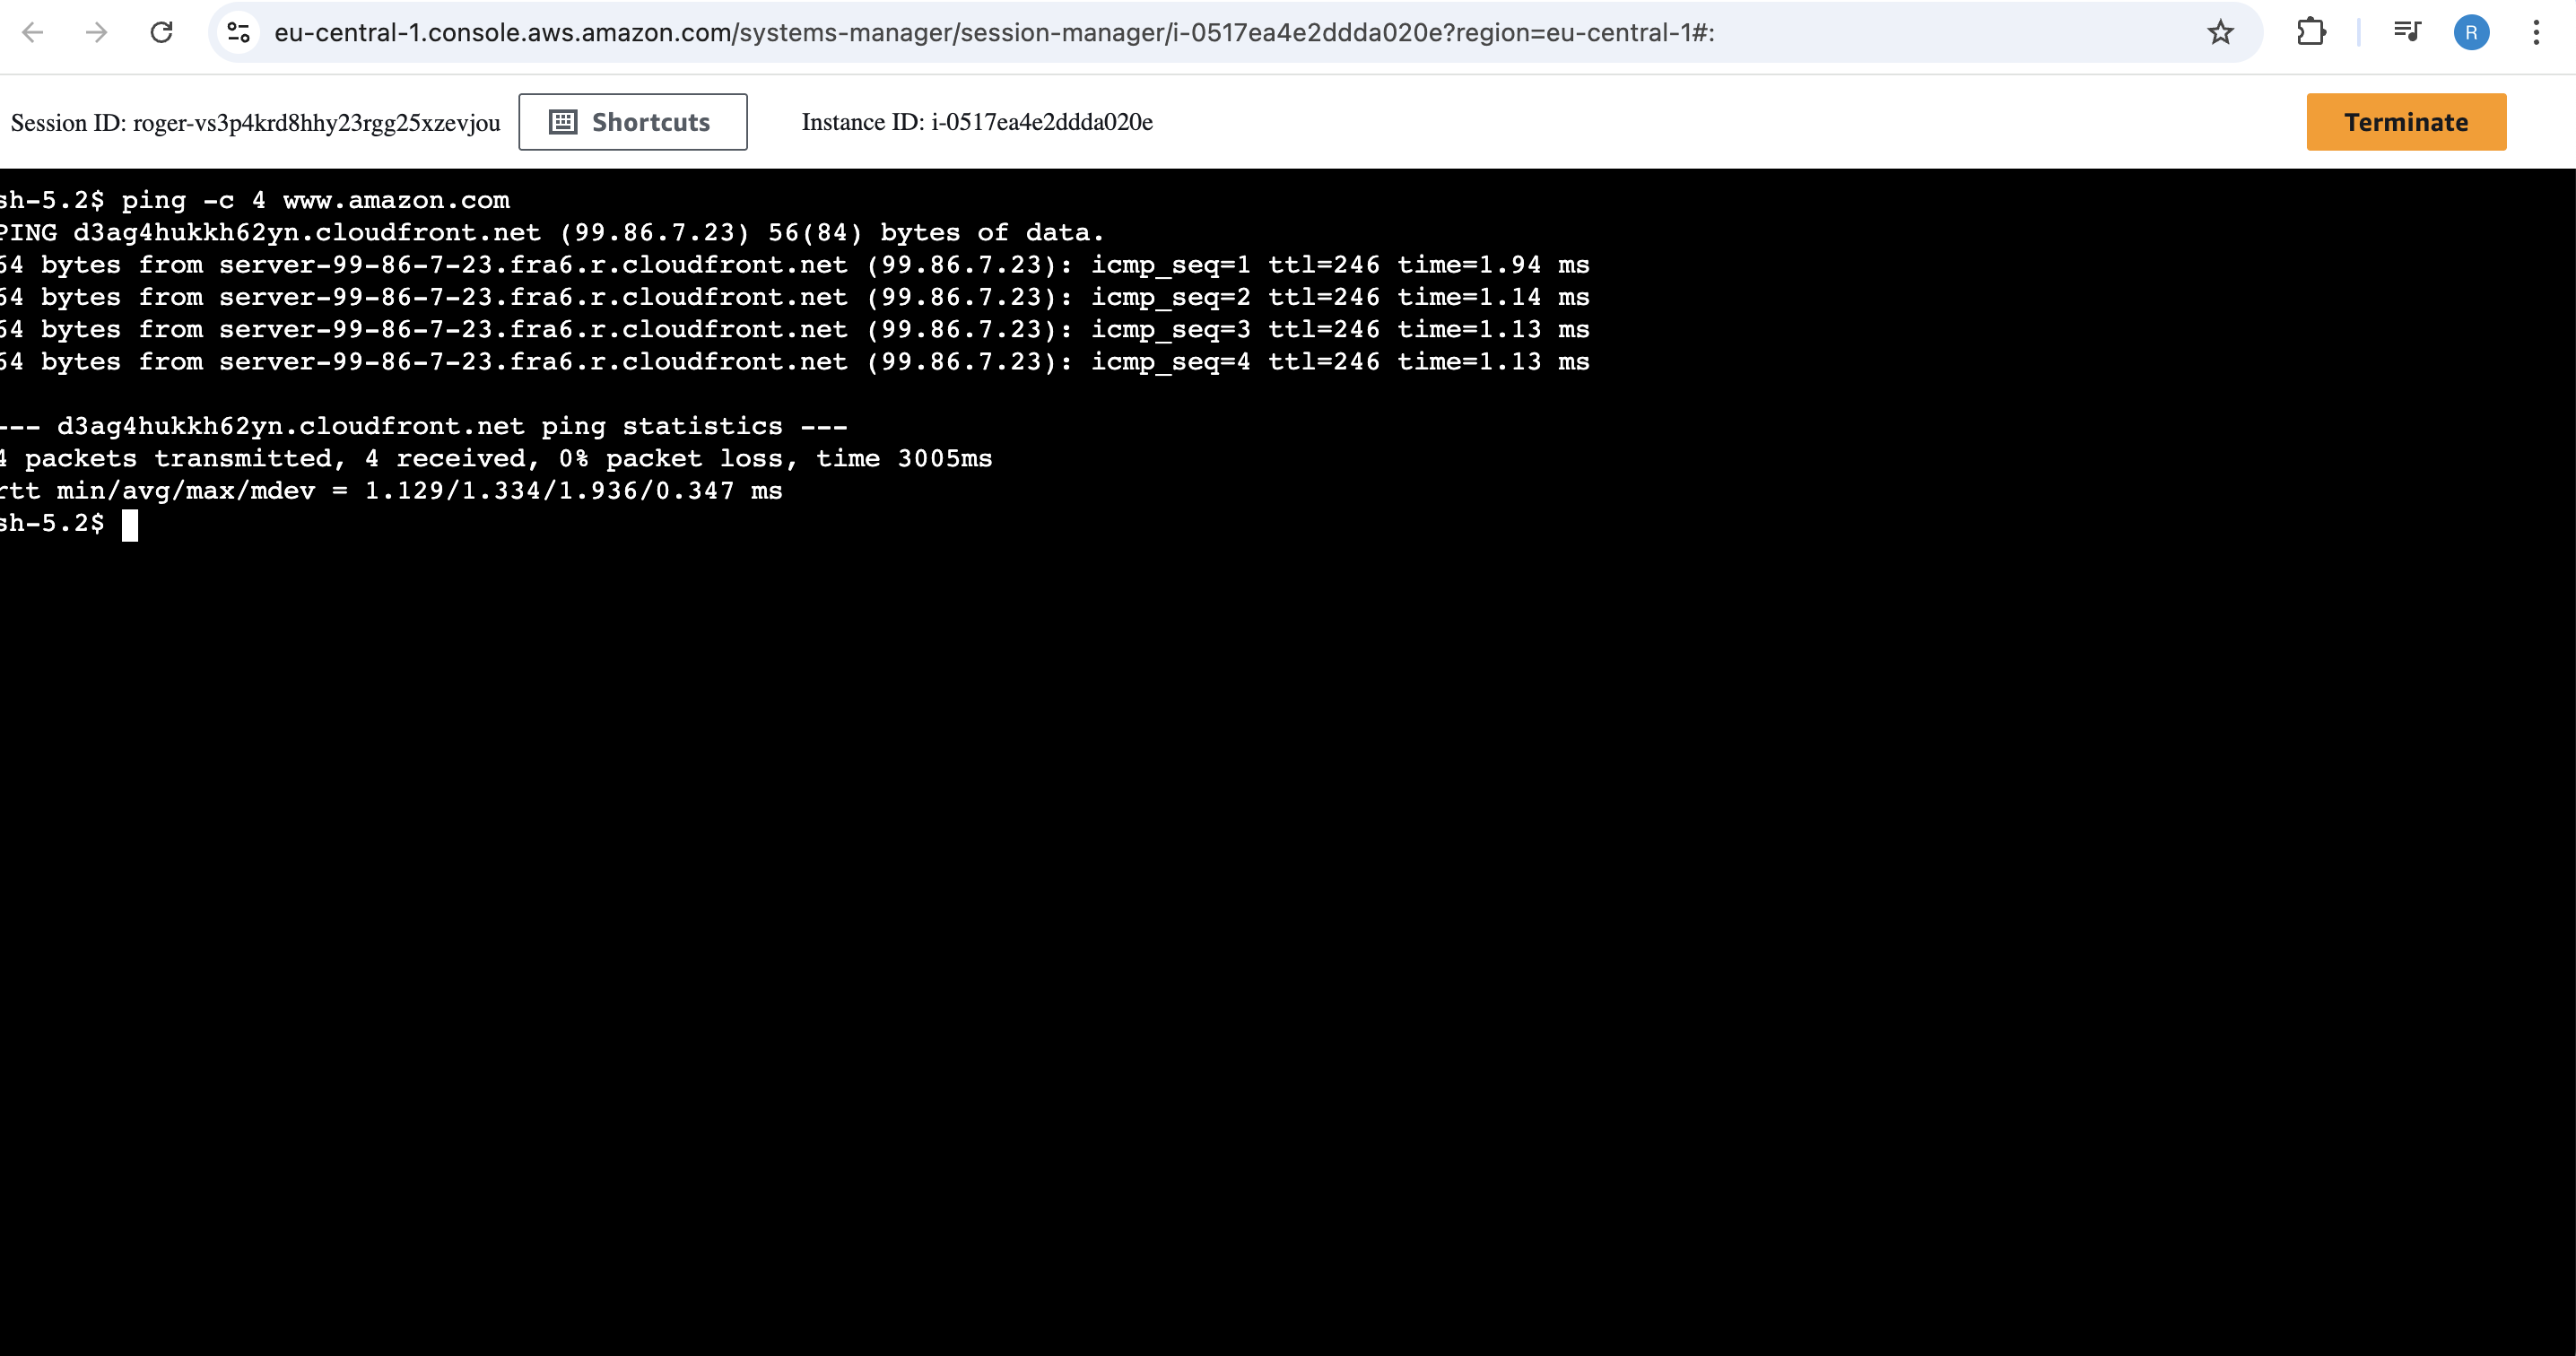 eu-central-1.console.aws.amazon.com/systems-manager/session-manager/i-0517ea4e2ddda020e?region=eu-central-1#:
R
Session ID: roger-vs3p4krd8hhy23rgg25xzevjou
Shortcuts
Instance ID: i-0517ea4e2ddda020e
Terminate
sh-5.2$ ping -c 4 www.amazon.com
PING d3ag4hukkh62yn.cloudfront.net (99.86.7.23) 56(84) bytes of data.
64 bytes from server-99-86-7-23.fra6.r.cloudfront.net (99.86.7.23): icmp_seq=1 ttl=246 time=1.94 ms
64 bytes from server-99-86-7-23.fra6.r.cloudfront.net (99.86.7.23): icmp_seq=2 ttl=246 time=1.14 ms
64 bytes from server-99-86-7-23.fra6.r.cloudfront.net (99.86.7.23): icmp_seq=3 ttl=246 time=1.13 ms
64 bytes from server-99-86-7-23.fra6.r.cloudfront.net (99.86.7.23): icmp_seq=4 ttl=246 time=1.13 ms
--- d3ag4hukkh62yn.cloudfront.net ping statistics ---
4 packets transmitted, 4 received, 0% packet loss, time 3005ms
rtt min/avg/max/mdev = 1.129/1.334/1.936/0.347 ms
sh-5.2$